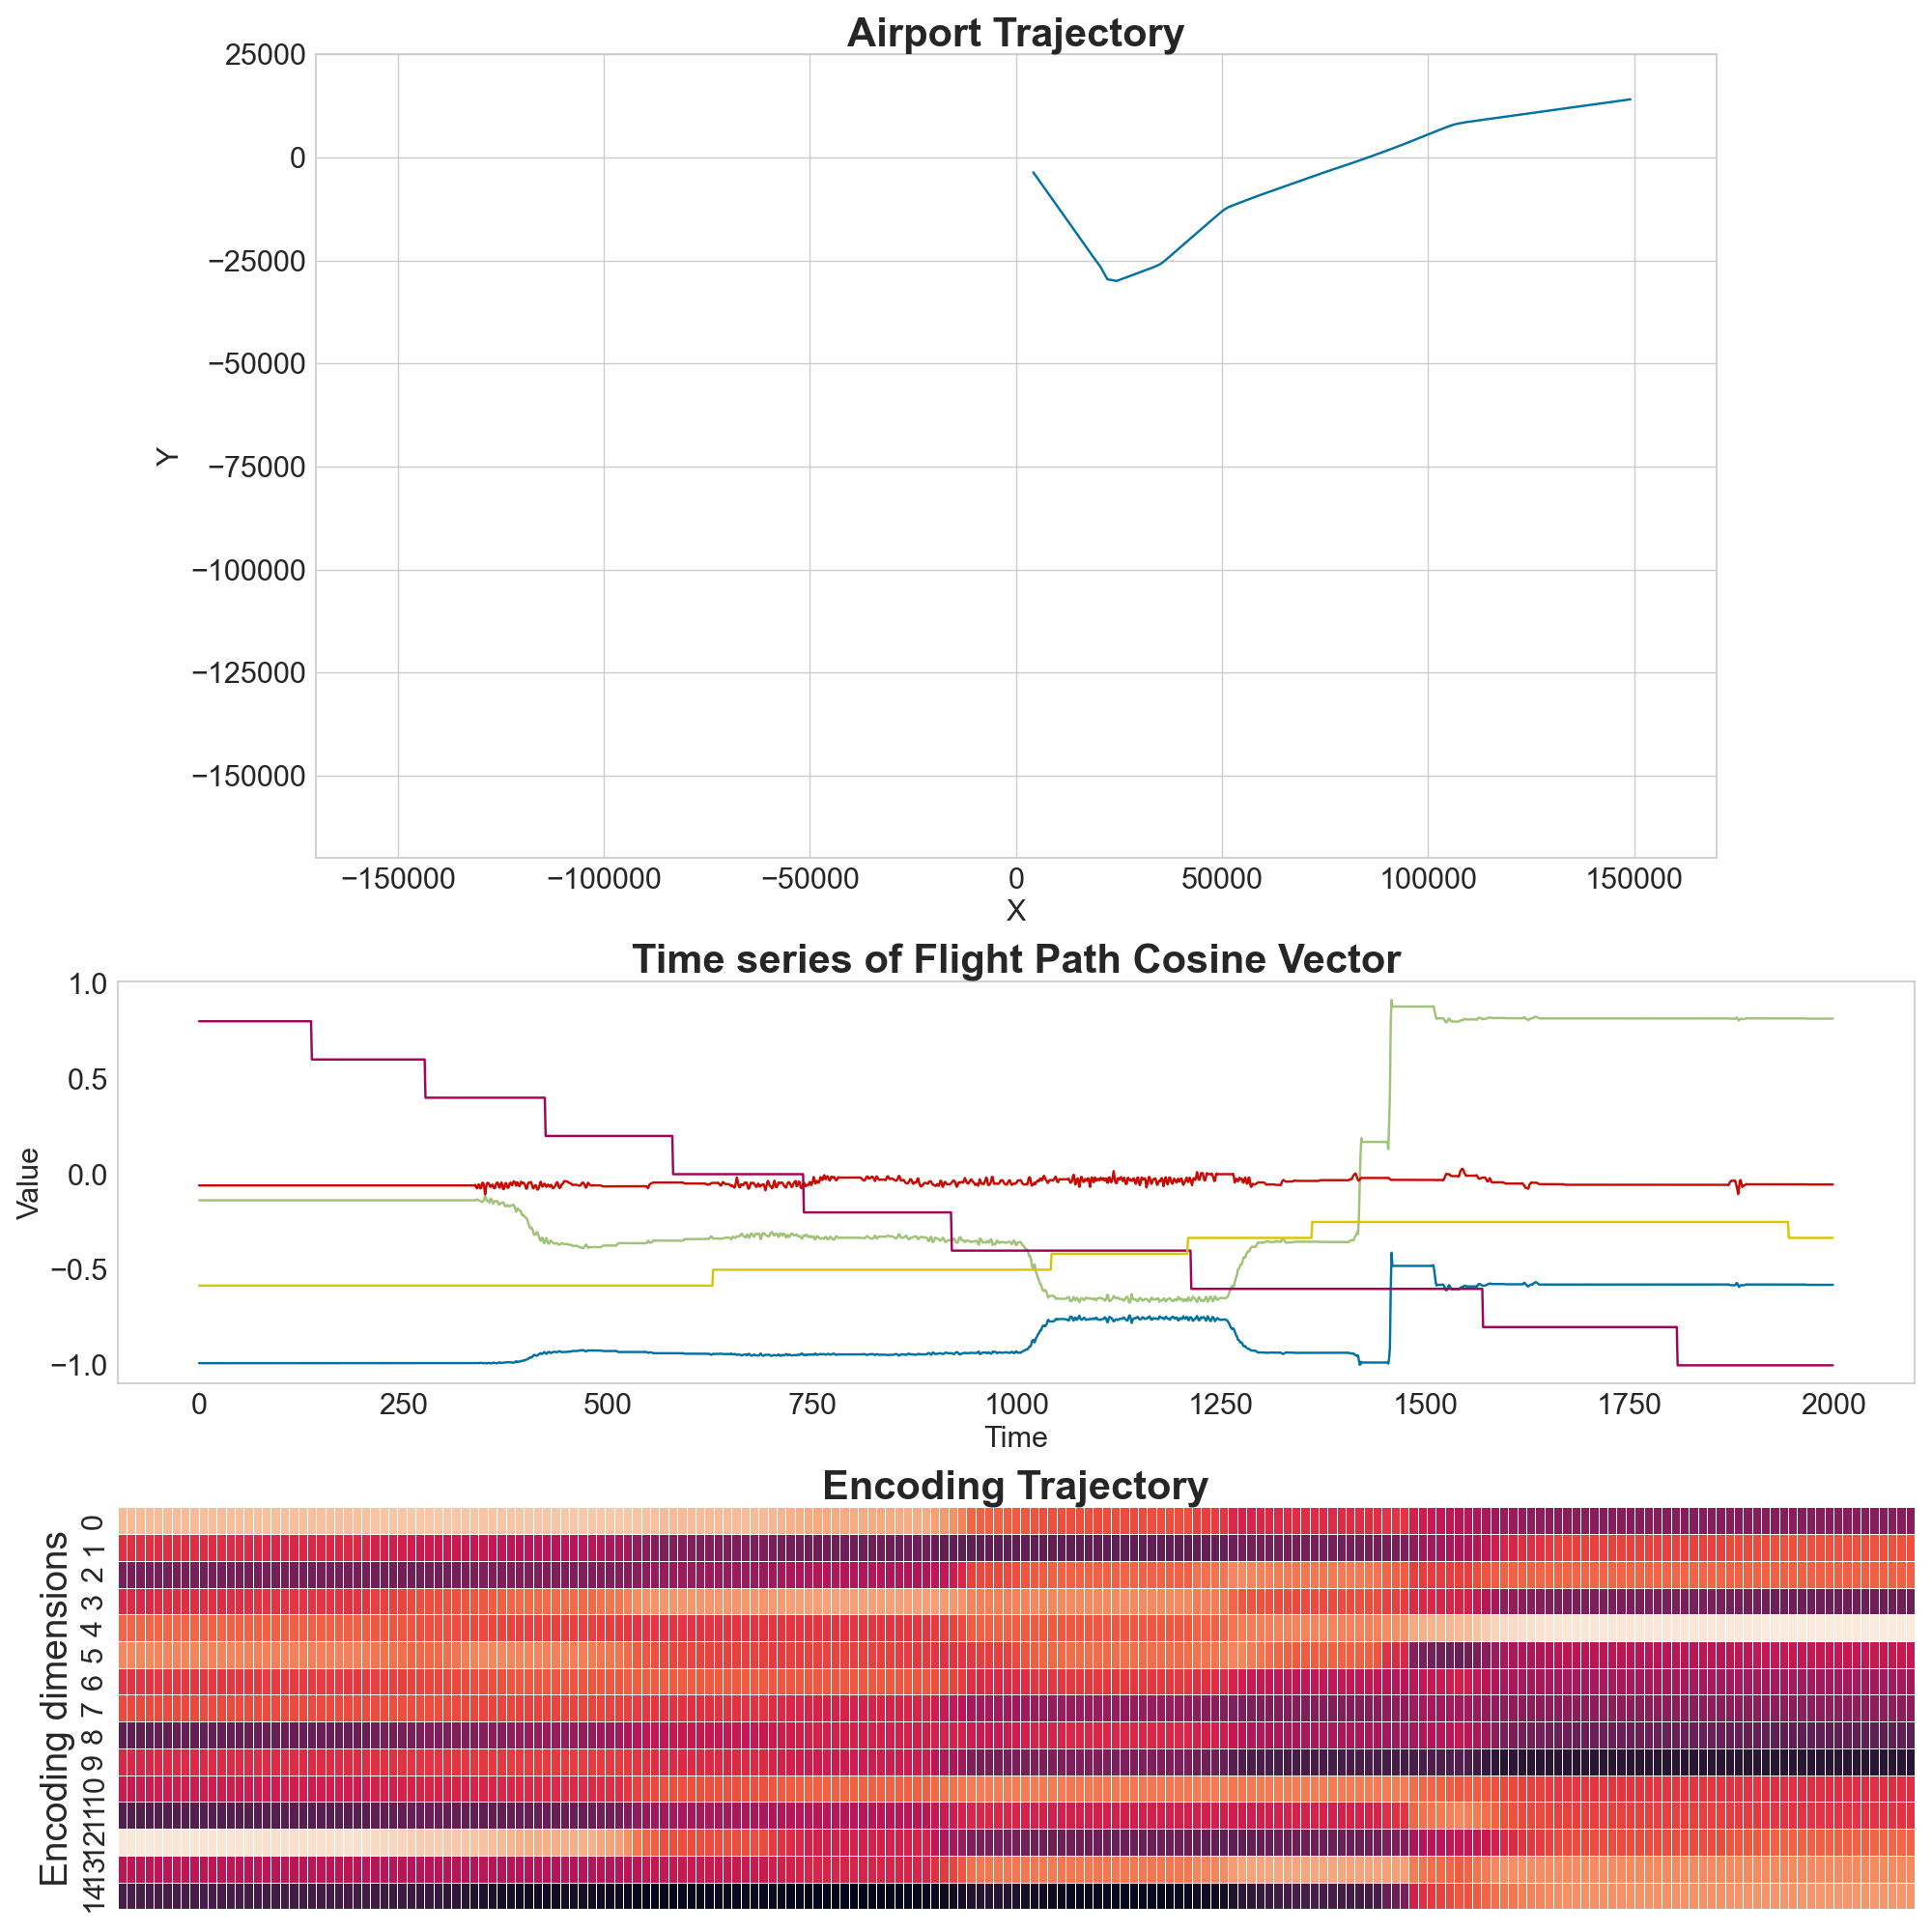 Airport Trajectory
25000
0
−25000
−50000
−75000
−100000
−125000
−150000
Y
−150000 −100000 −50000 0 50000 100000 150000
X
Time series of Flight Path Cosine Vector
1.0
0.5
0.0
−0.5
−1.0
Value
0 250 500 750 1000 1250 1500 1750 2000
Time
Encoding Trajectory
Encoding dimensions
0
1
2
3
4
5
6
7
8
9
10
11
12
13
14